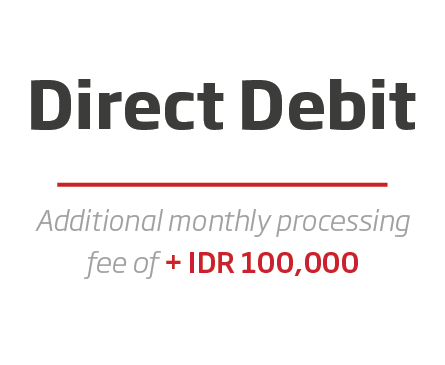 Direct Debit
Additional monthly processing
fee of + IDR 100,000